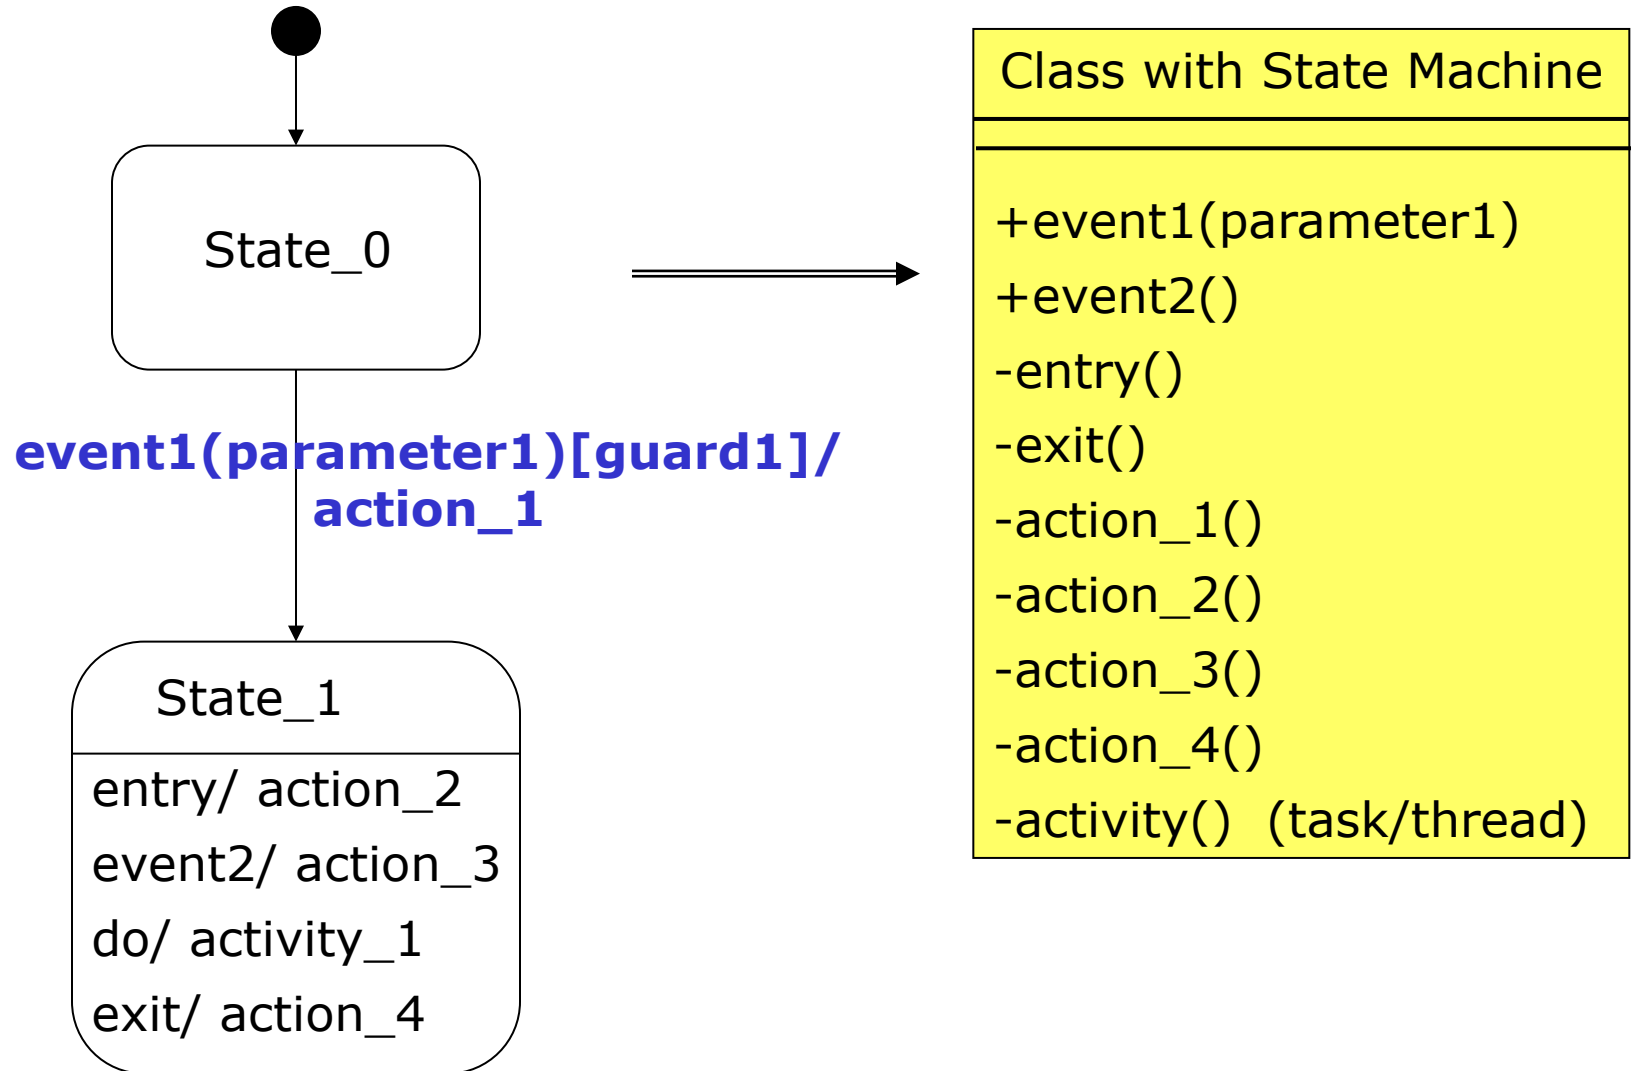 State_0
event1(parameter1)[guard1]/
action_1
State_1
entry/ action_2
event2/ action_3
do/ activity_1
exit/ action_4
Class with State Machine
+event1(parameter1)
+event2()
-entry()
-exit()
-action_1()
-action_2()
-action_3()
-action_4()
-activity() (task/thread)